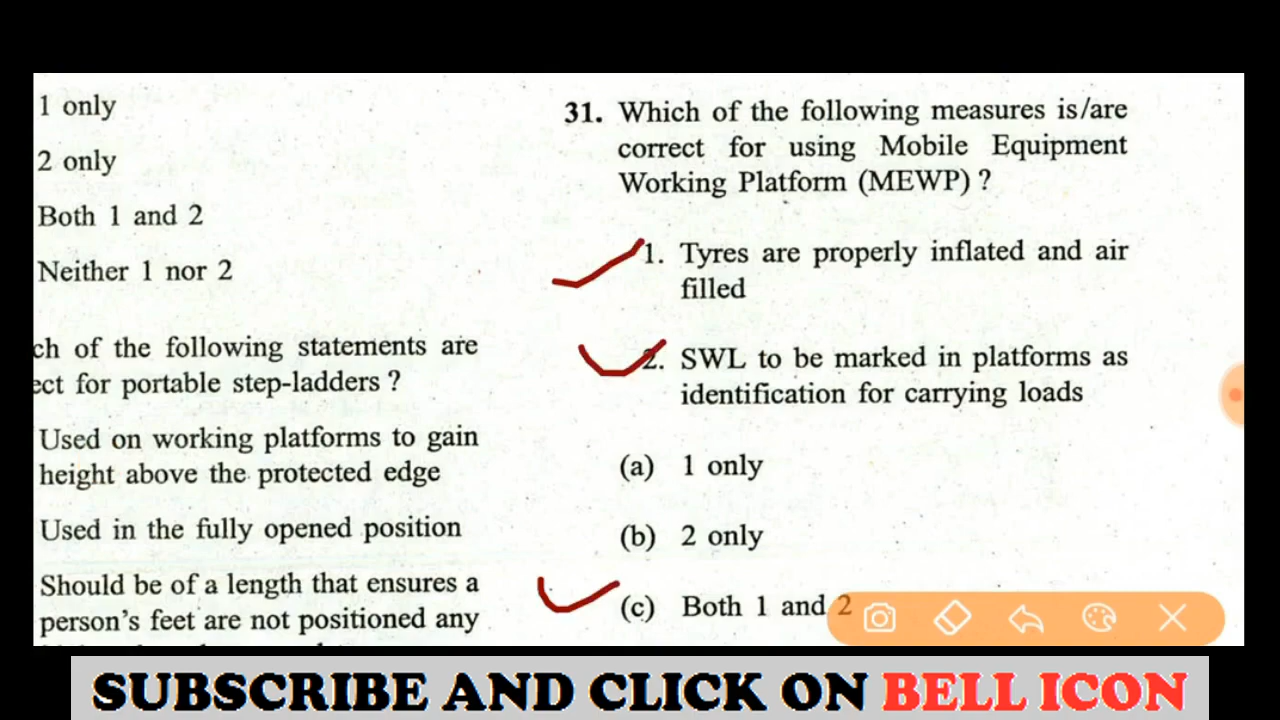 1 only
2 only
Both 1 and 2
Neither 1 nor 2
ch of the following statements are
ect for portable step-ladders ?
Used on working platforms to gain
height above the protected edge
Used in the fully opened position
Should be of a length that ensures a
person's feet are not positioned any
31. Which of the following measures is/are
correct for using Mobile Equipment
Working Platform (MEWP) ?
1. Tyres are properly inflated and air
filled
2. SWL to be marked in platforms as
identification for carrying loads
(a) 1 only
(b) 2 only
(c) Both 1 and 2
SUBSCRIBE AND CLICK ON BELL ICON